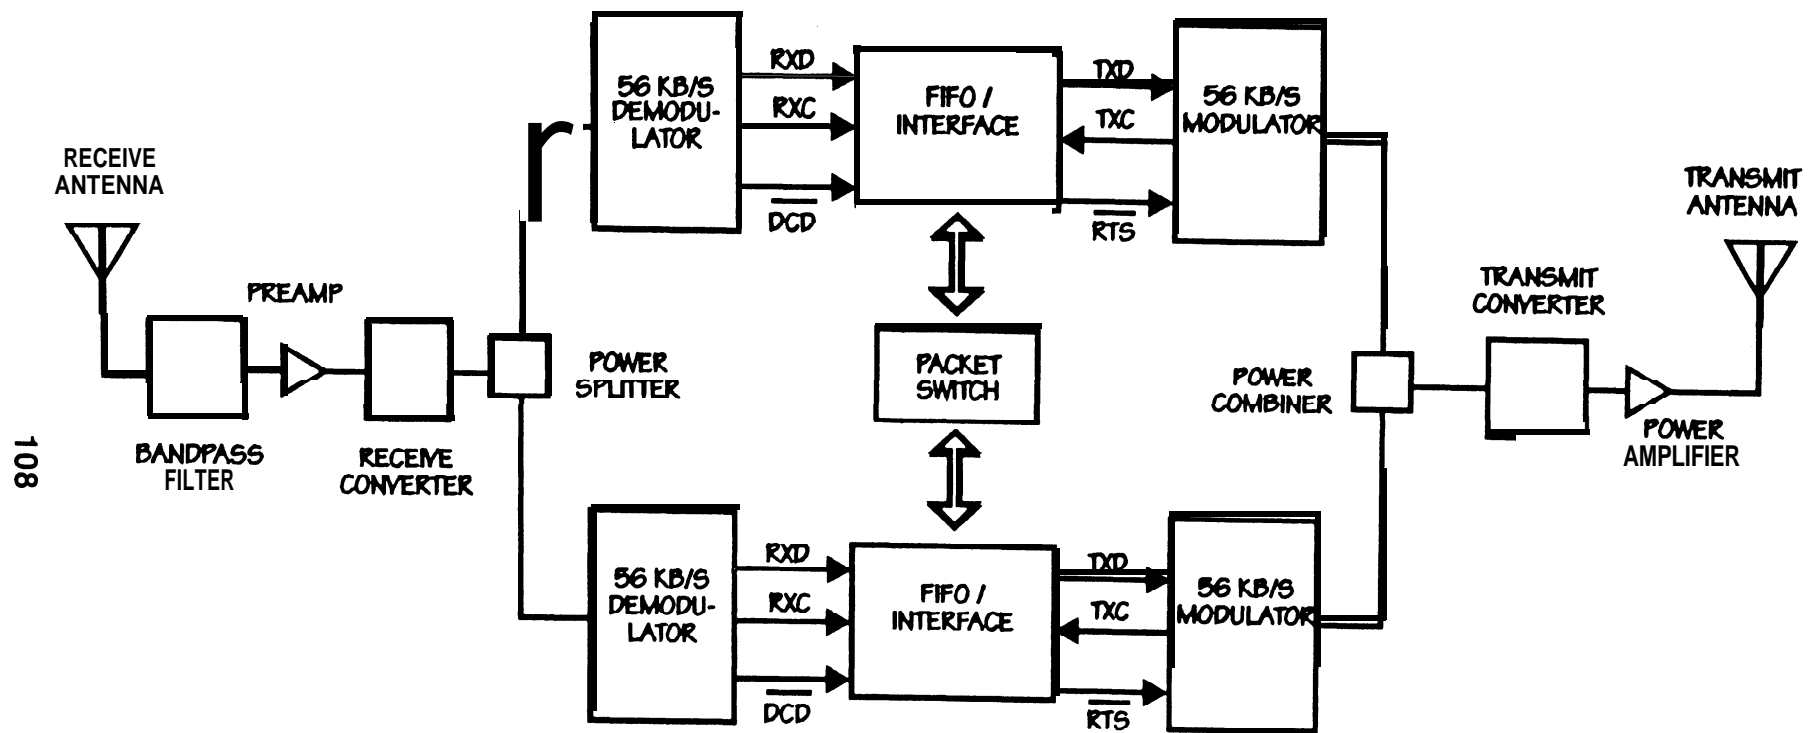 RECEIVE
ANTENNA
PREAMP
BANDPASS
FILTER
RECEIVE
CONVERTER
POWER
SPLITTER
56 KB/S
DEMODU-
LATOR
RXD
RXC
DCD
FIFO /
INTERFACE
TXD
TXC
RTS
56 KB/S
MODULATOR
PACKET
SWITCH
56 KB/S
DEMODU-
LATOR
RXD
RXC
DCD
FIFO /
INTERFACE
TXD
TXC
RTS
56 KB/S
MODULATOR
POWER
COMBINER
TRANSMIT
CONVERTER
POWER
AMPLIFIER
TRANSMIT
ANTENNA
108